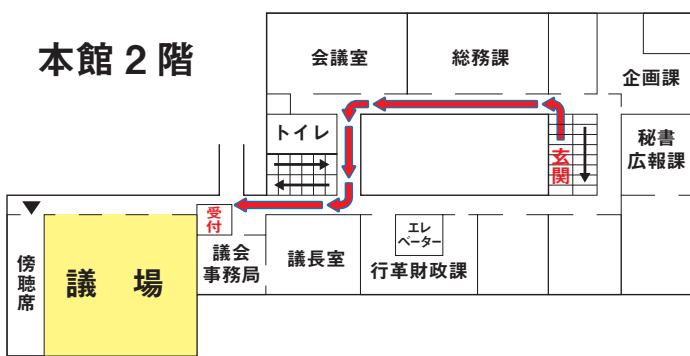 本館2階
会議室
総務課
企画課
トイレ
玄関
秘書
広報課
受付
エレ
ベーター
議会
事務局
議長室
行革財政課
傍聴席
議場